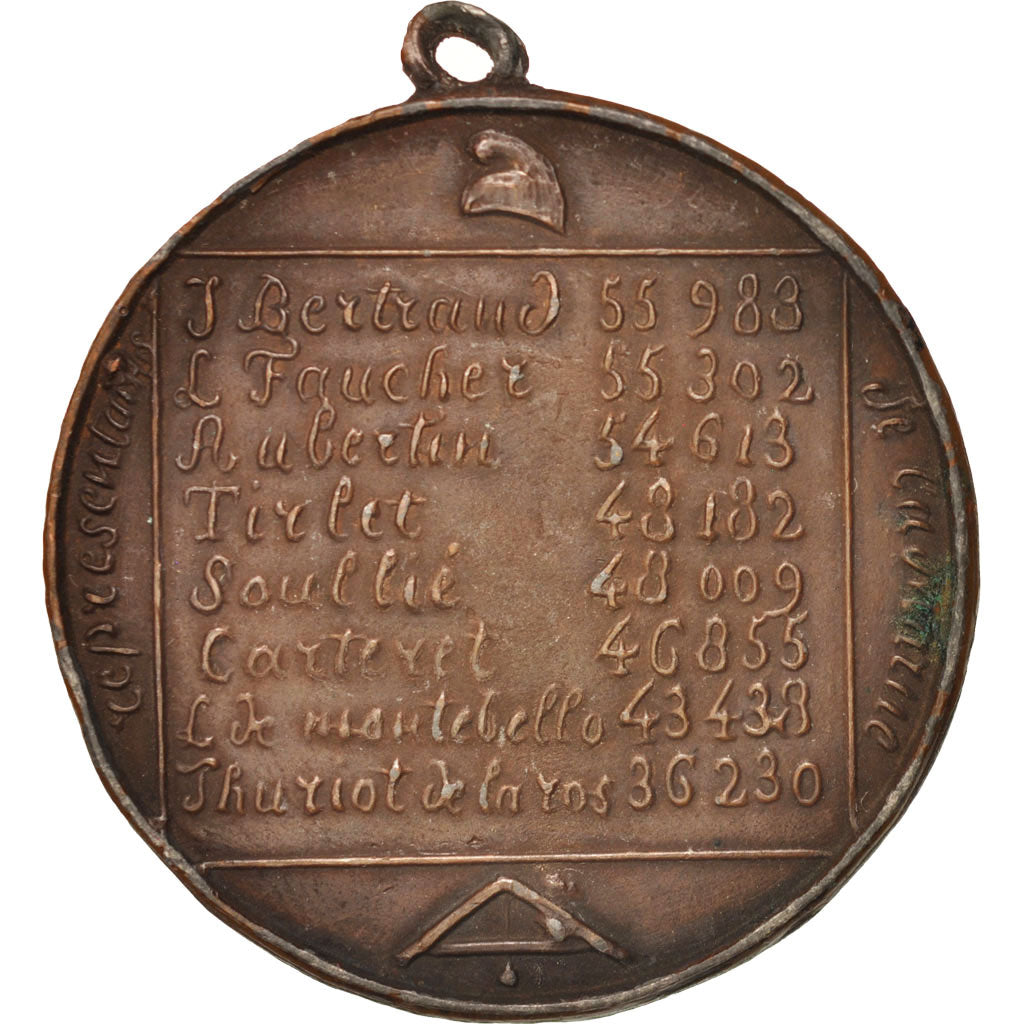 J Bertrand 55 983
L Faucher 55 302
Aubertin 54 613
Tirlet 48 182
Soullié 48 009
Carteret 46 855
L de montebello 43 438
Thuriot de la ros 36 230
representants
de la marne